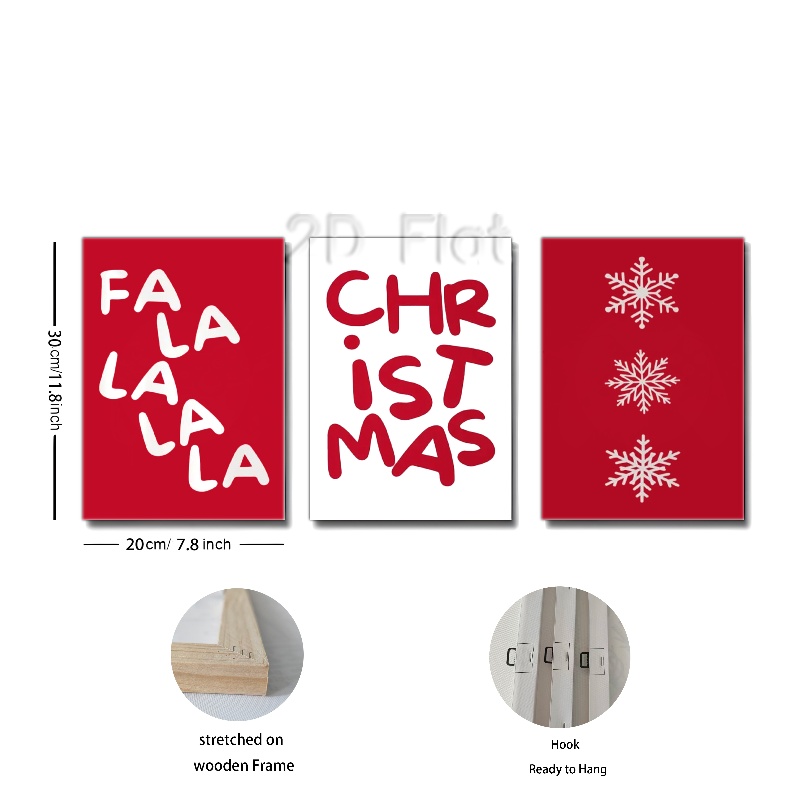 2D Flat
FA
LA
LA
LA
LA
CHR
iST
MAS
30cm/11.8inch
20cm/ 7.8 inch
stretched on
wooden Frame
Hook
Ready to Hang